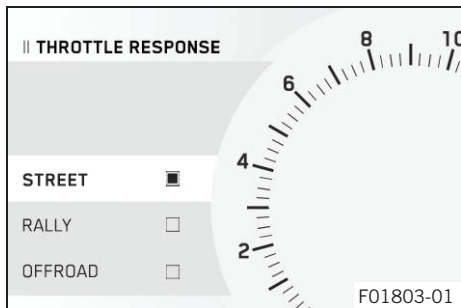 || THROTTLE RESPONSE
STREET
RALLY
OFFROAD
2
4
6
8
10
F01803-01